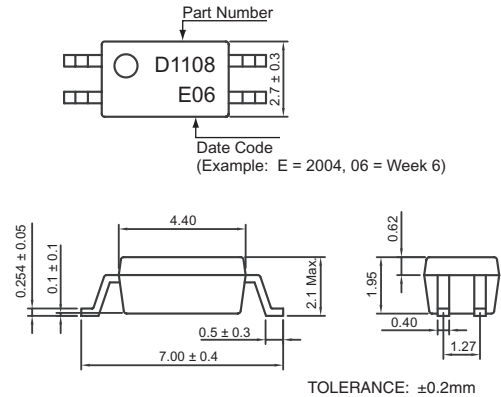 Part Number
D1108
E06
2.7 ± 0.3
Date Code
(Example: E = 2004, 06 = Week 6)
4.40
0.254 ± 0.05
0.1 ± 0.1
2.1 Max.
0.5 ± 0.3
7.00 ± 0.4
0.62
1.95
0.40
1.27
TOLERANCE: ±0.2mm